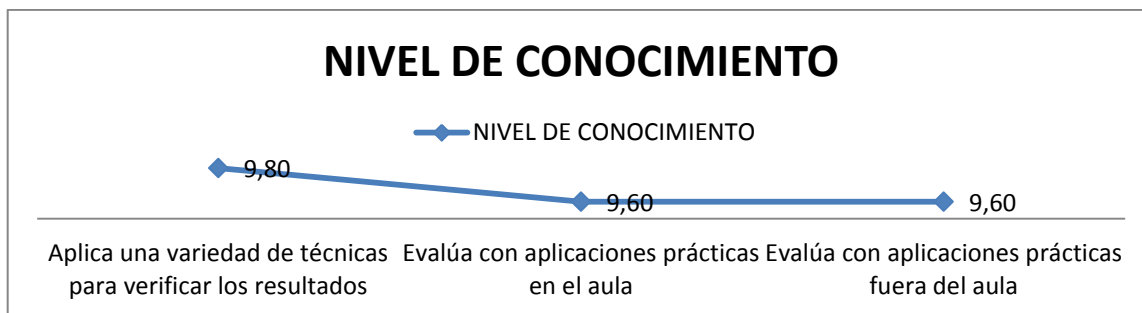 NIVEL DE CONOCIMIENTO
NIVEL DE CONOCIMIENTO
9,80
9,60
9,60
Aplica una variedad de técnicas
para verificar los resultados
Evalúa con aplicaciones prácticas
en el aula
Evalúa con aplicaciones prácticas
fuera del aula